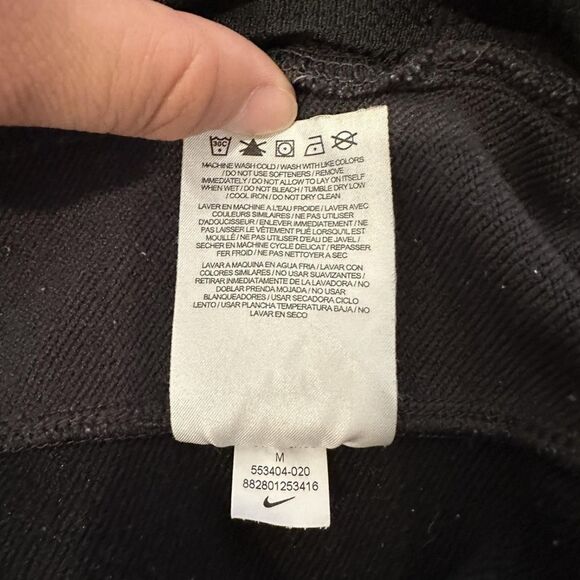 30C
MACHINE WASH COLD / WASH WITH LIKE COLORS
/ DO NOT USE SOFTENERS / REMOVE
IMMEDIATELY / DO NOT ALLOW TO LAY ON ITSELF
WHEN WET / DO NOT BLEACH / TUMBLE DRY LOW
/ COOL IRON / DO NOT DRY CLEAN
LAVER EN MACHINE A L'EAU FROIDE / LAVER AVEC
COULEURS SIMILAIRES / NE PAS UTILISER
D'ADOUCISSEUR / ENLEVER IMMÉDIATEMENT / NE
PAS LAISSER LE VÊTEMENT PLIÉ LORSQU'IL EST
MOUILLÉ / NE PAS UTILISER D'EAU DE JAVEL /
SECHER EN MACHINE CYCLE DELICAT / REPASSER
FER FROID / NE PAS NETTOYER A SEC
LAVAR A MAQUINA EN AGUA FRIA / LAVAR CON
COLORES SIMILARES / NO USAR SUAVIZANTES /
RETIRAR INMEDIATAMENTE DE LA LAVADORA / NO
DOBLAR PRENDA MOJADA / NO USAR
BLANQUEADORES / USAR SECADORA CICLO
LENTO / USAR PLANCHA TEMPERATURA BAJA / NO
LAVAR EN SECO
M
553404-020
882801253416